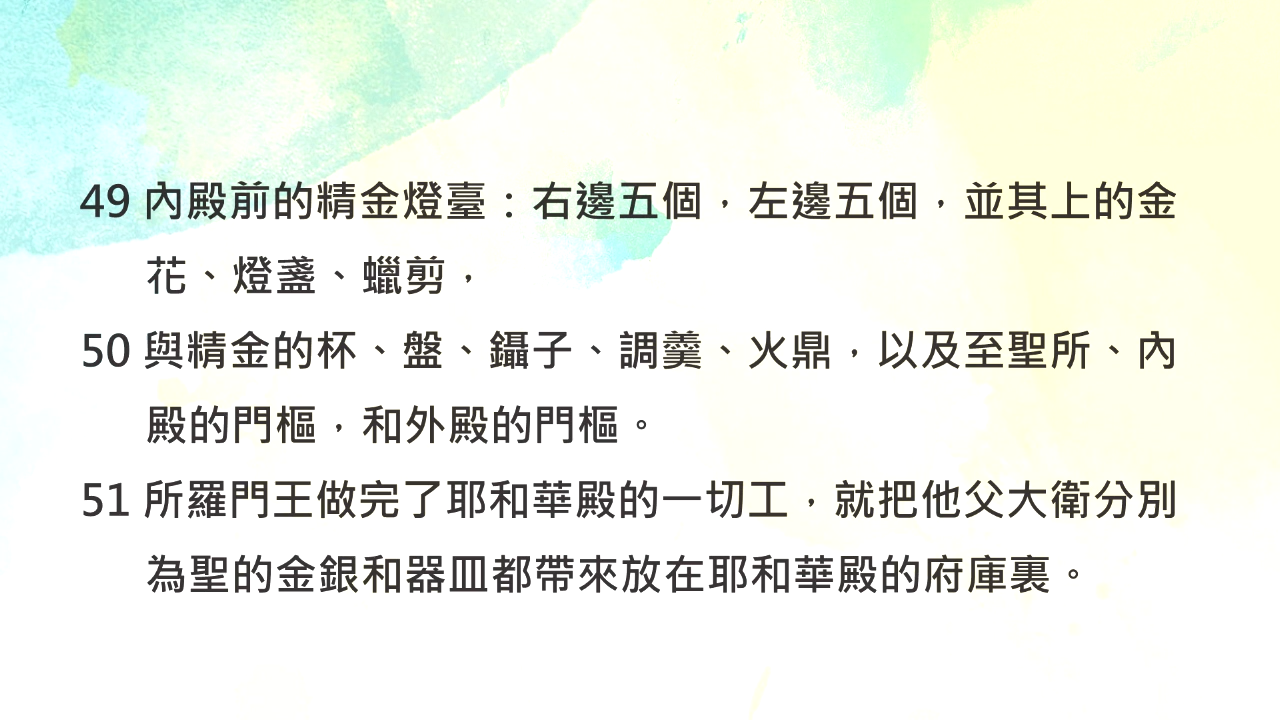 49 內殿前的精金燈臺：右邊五個，左邊五個，並其上的金
花、燈盞、蠟剪，
50 與精金的杯、盤、鑷子、調羹、火鼎，以及至聖所、內
殿的門樞，和外殿的門樞。
51 所羅門王做完了耶和華殿的一切工，就把他父大衛分別
為聖的金銀和器皿都帶來放在耶和華殿的府庫裏。